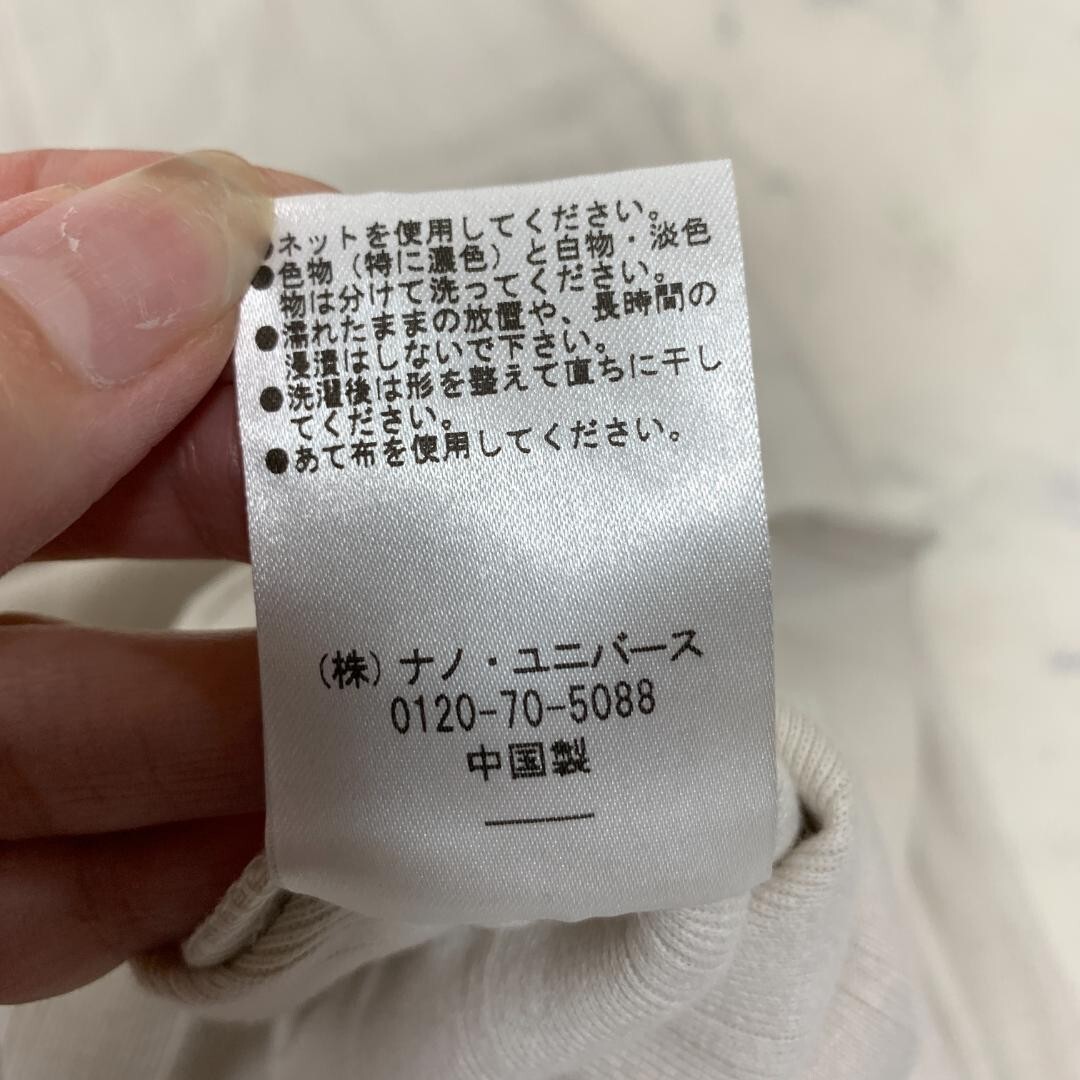 ●ネットを使用してください。
●色物（特に濃色）と白物・淡色
物は分けて洗ってください。
●濡れたままの放置や、長時間の
浸漬はしないで下さい。
●洗濯後は形を整えて直ちに干し
てください。
●あて布を使用してください。
(株)ナノ・ユニバース
0120-70-5088
中国製